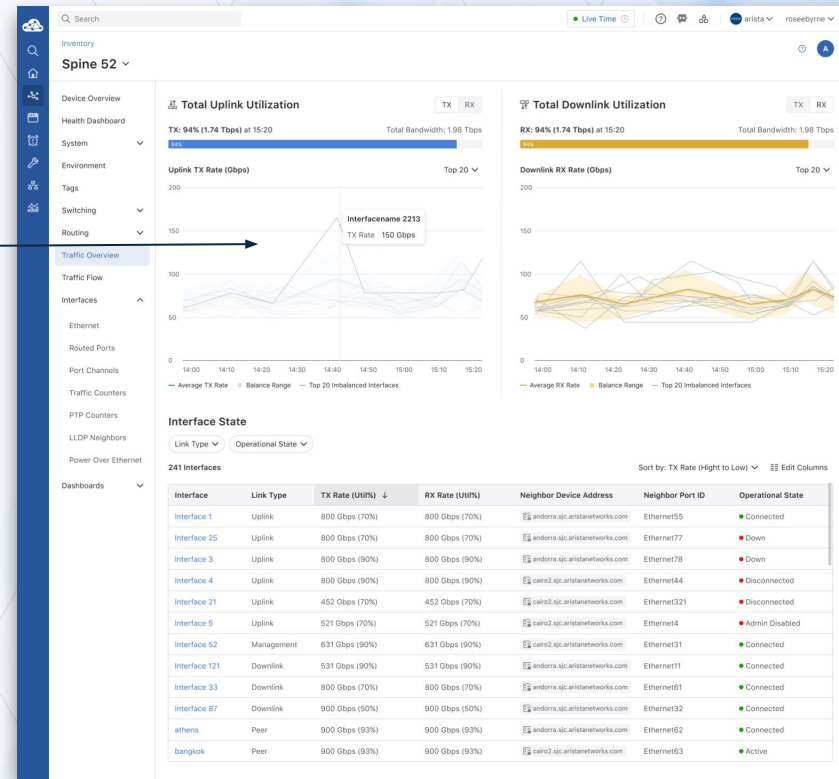 Search
Live Time
arista
roseebyrne
Inventory
A
Spine 52
Device Overview
Health Dashboard
System
Environment
Tags
Switching
Routing
Traffic Overview
Traffic Flow
Interfaces
Ethernet
Routed Ports
Port Channels
Traffic Counters
PTP Counters
LLDP Neighbors
Power Over Ethernet
Dashboards
Total Uplink Utilization
TX RX
TX: 94% (1.74 Tbps) at 15:20 Total Bandwidth: 1.98 Tbps
94%
Uplink TX Rate (Gbps) Top 20
200
150
100
50
0
Interfacename 2213
TX Rate 150 Gbps
14:00 14:10 14:20 14:30 14:40 14:50 15:00 15:10 15:20
Average TX Rate Balance Range Top 20 Imbalanced Interfaces
Total Downlink Utilization
TX RX
RX: 94% (1.74 Tbps) at 15:20 Total Bandwidth: 1.98 Tbps
94%
Downlink RX Rate (Gbps) Top 20
200
150
100
50
0
14:00 14:10 14:20 14:30 14:40 14:50 15:00 15:10 15:20
Average RX Rate Balance Range Top 20 Imbalanced Interfaces
Interface State
Link Type Operational State
241 Interfaces Sort by: TX Rate (Hight to Low) Edit Columns
Interface Link Type TX Rate (Util%) ↓ RX Rate (Util%) Neighbor Device Address Neighbor Port ID Operational State
Interface 1 Uplink 800 Gbps (70%) 800 Gbps (70%) andorra.sjc.aristanetworks.com Ethernet55 Connected
Interface 25 Uplink 800 Gbps (70%) 800 Gbps (70%) andorra.sjc.aristanetworks.com Ethernet77 Down
Interface 3 Uplink 800 Gbps (90%) 800 Gbps (90%) andorra.sjc.aristanetworks.com Ethernet78 Down
Interface 4 Uplink 800 Gbps (90%) 800 Gbps (90%) cairo2.sjc.aristanetworks.com Ethernet44 Disconnected
Interface 21 Uplink 452 Gbps (70%) 452 Gbps (70%) cairo2.sjc.aristanetworks.com Ethernet321 Disconnected
Interface 5 Uplink 521 Gbps (70%) 521 Gbps (70%) cairo2.sjc.aristanetworks.com Ethernet4 Admin Disabled
Interface 52 Management 631 Gbps (90%) 631 Gbps (90%) cairo2.sjc.aristanetworks.com Ethernet31 Connected
Interface 121 Downlink 531 Gbps (90%) 531 Gbps (90%) andorra.sjc.aristanetworks.com Ethernet11 Connected
Interface 33 Downlink 800 Gbps (70%) 800 Gbps (70%) andorra.sjc.aristanetworks.com Ethernet61 Connected
Interface 87 Downlink 900 Gbps (50%) 900 Gbps (50%) andorra.sjc.aristanetworks.com Ethernet32 Connected
athens Peer 900 Gbps (93%) 900 Gbps (93%) andorra.sjc.aristanetworks.com Ethernet62 Connected
bangkok Peer 900 Gbps (93%) 900 Gbps (93%) cairo2.sjc.aristanetworks.com Ethernet63 Active